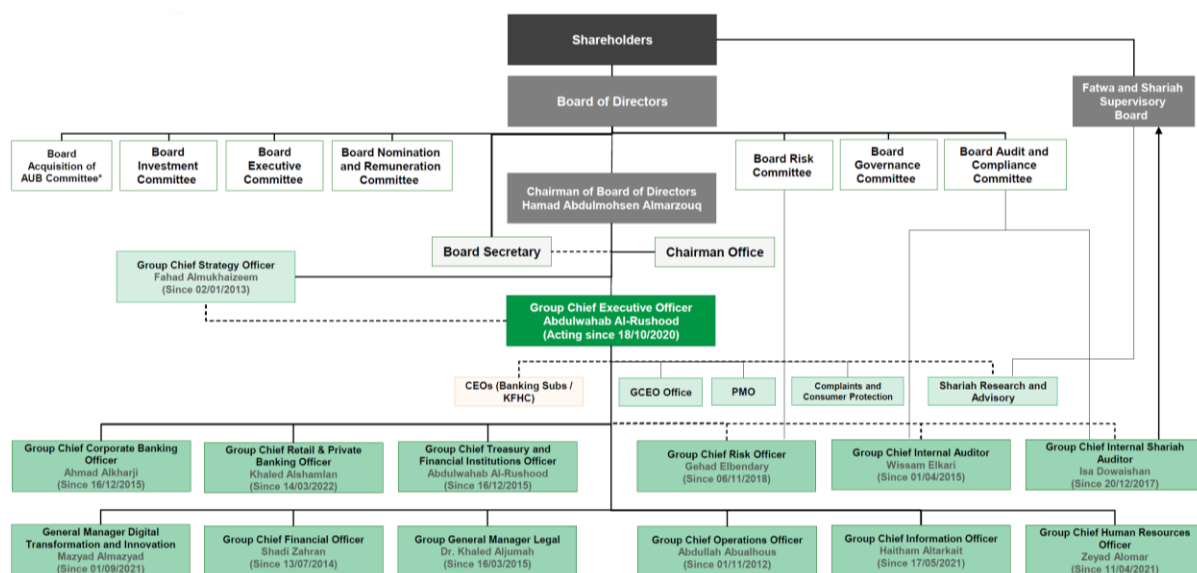 Shareholders
Board of Directors
Fatwa and Shariah
Supervisory
Board
Board
Acquisition of
AUB Committee*
Board
Investment
Committee
Board
Executive
Committee
Board Nomination
and Remuneration
Committee
Board Risk
Committee
Board
Governance
Committee
Board Audit and
Compliance
Committee
Chairman of Board of Directors
Hamad Abdulmohsen Almarzouq
Board Secretary
Chairman Office
Group Chief Strategy Officer
Fahad Almukhaizeem
(Since 02/01/2013)
Group Chief Executive Officer
Abdulwahab Al-Rushood
(Acting since 18/10/2020)
CEOs (Banking Subs /
KFHC)
GCEO Office
PMO
Complaints and
Consumer Protection
Shariah Research and
Advisory
Group Chief Corporate Banking
Officer
Ahmad Alkharji
(Since 16/12/2015)
Group Chief Retail & Private
Banking Officer
Khaled Alshamlan
(Since 14/03/2022)
Group Chief Treasury and
Financial Institutions Officer
Abdulwahab Al-Rushood
(Since 16/12/2015)
Group Chief Risk Officer
Gehad Elbendary
(Since 06/11/2018)
Group Chief Internal Auditor
Wissam Elkari
(Since 01/04/2015)
Group Chief Internal Shariah
Auditor
Isa Dowaishan
(Since 20/12/2017)
General Manager Digital
Transformation and Innovation
Mazyad Almazyad
(Since 01/09/2021)
Group Chief Financial Officer
Shadi Zahran
(Since 13/07/2014)
Group General Manager Legal
Dr. Khaled Aljumah
(Since 16/03/2015)
Group Chief Operations Officer
Abdullah Abualhous
(Since 01/11/2012)
Group Chief Information Officer
Haitham Altarkait
(Since 17/05/2021)
Group Chief Human Resources
Officer
Zeyad Alomar
(Since 11/04/2021)